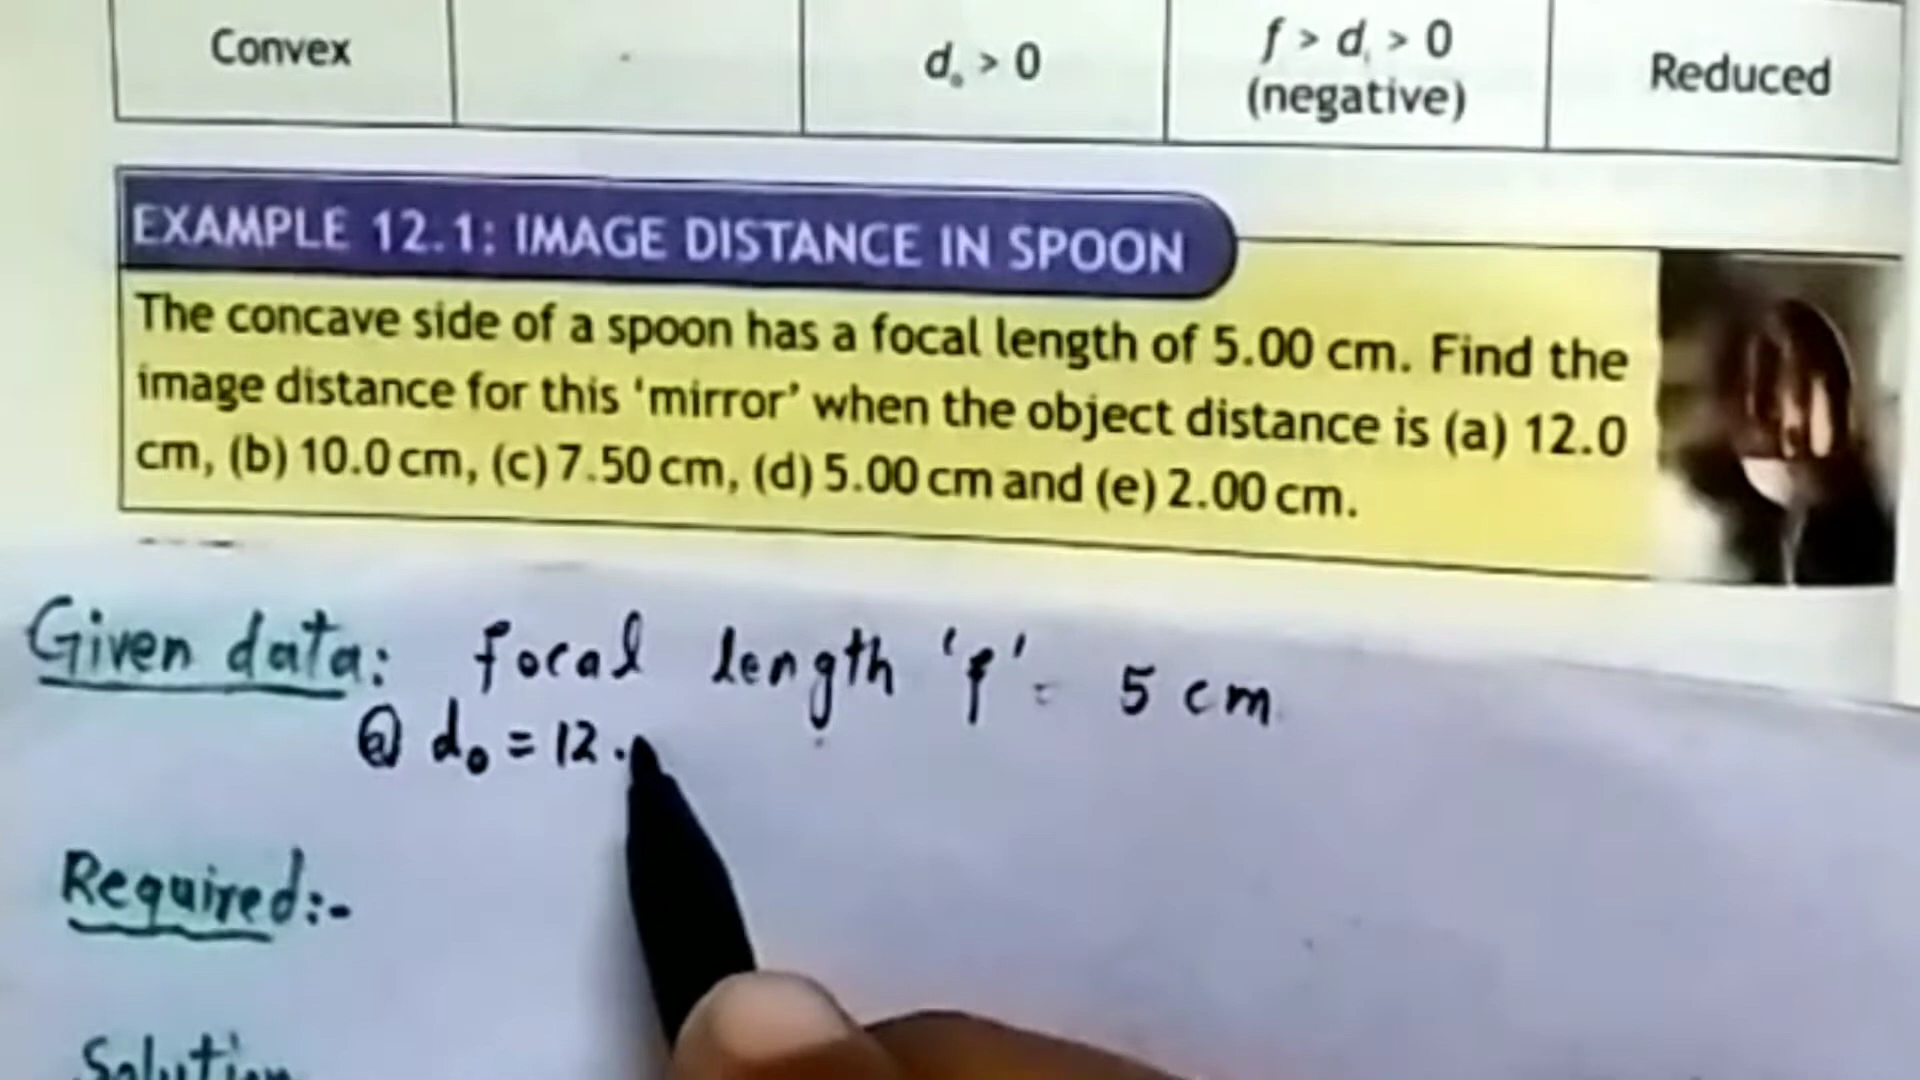 Convex dₒ > 0 f > dᵢ > 0 (negative) Reduced
EXAMPLE 12.1: IMAGE DISTANCE IN SPOON
The concave side of a spoon has a focal length of 5.00 cm. Find the
image distance for this ‘mirror’ when the object distance is (a) 12.0
cm, (b) 10.0 cm, (c) 7.50 cm, (d) 5.00 cm and (e) 2.00 cm.
Given data: focal length 'f' = 5 cm
ⓐ d₀ = 12.
Required:-
Solution